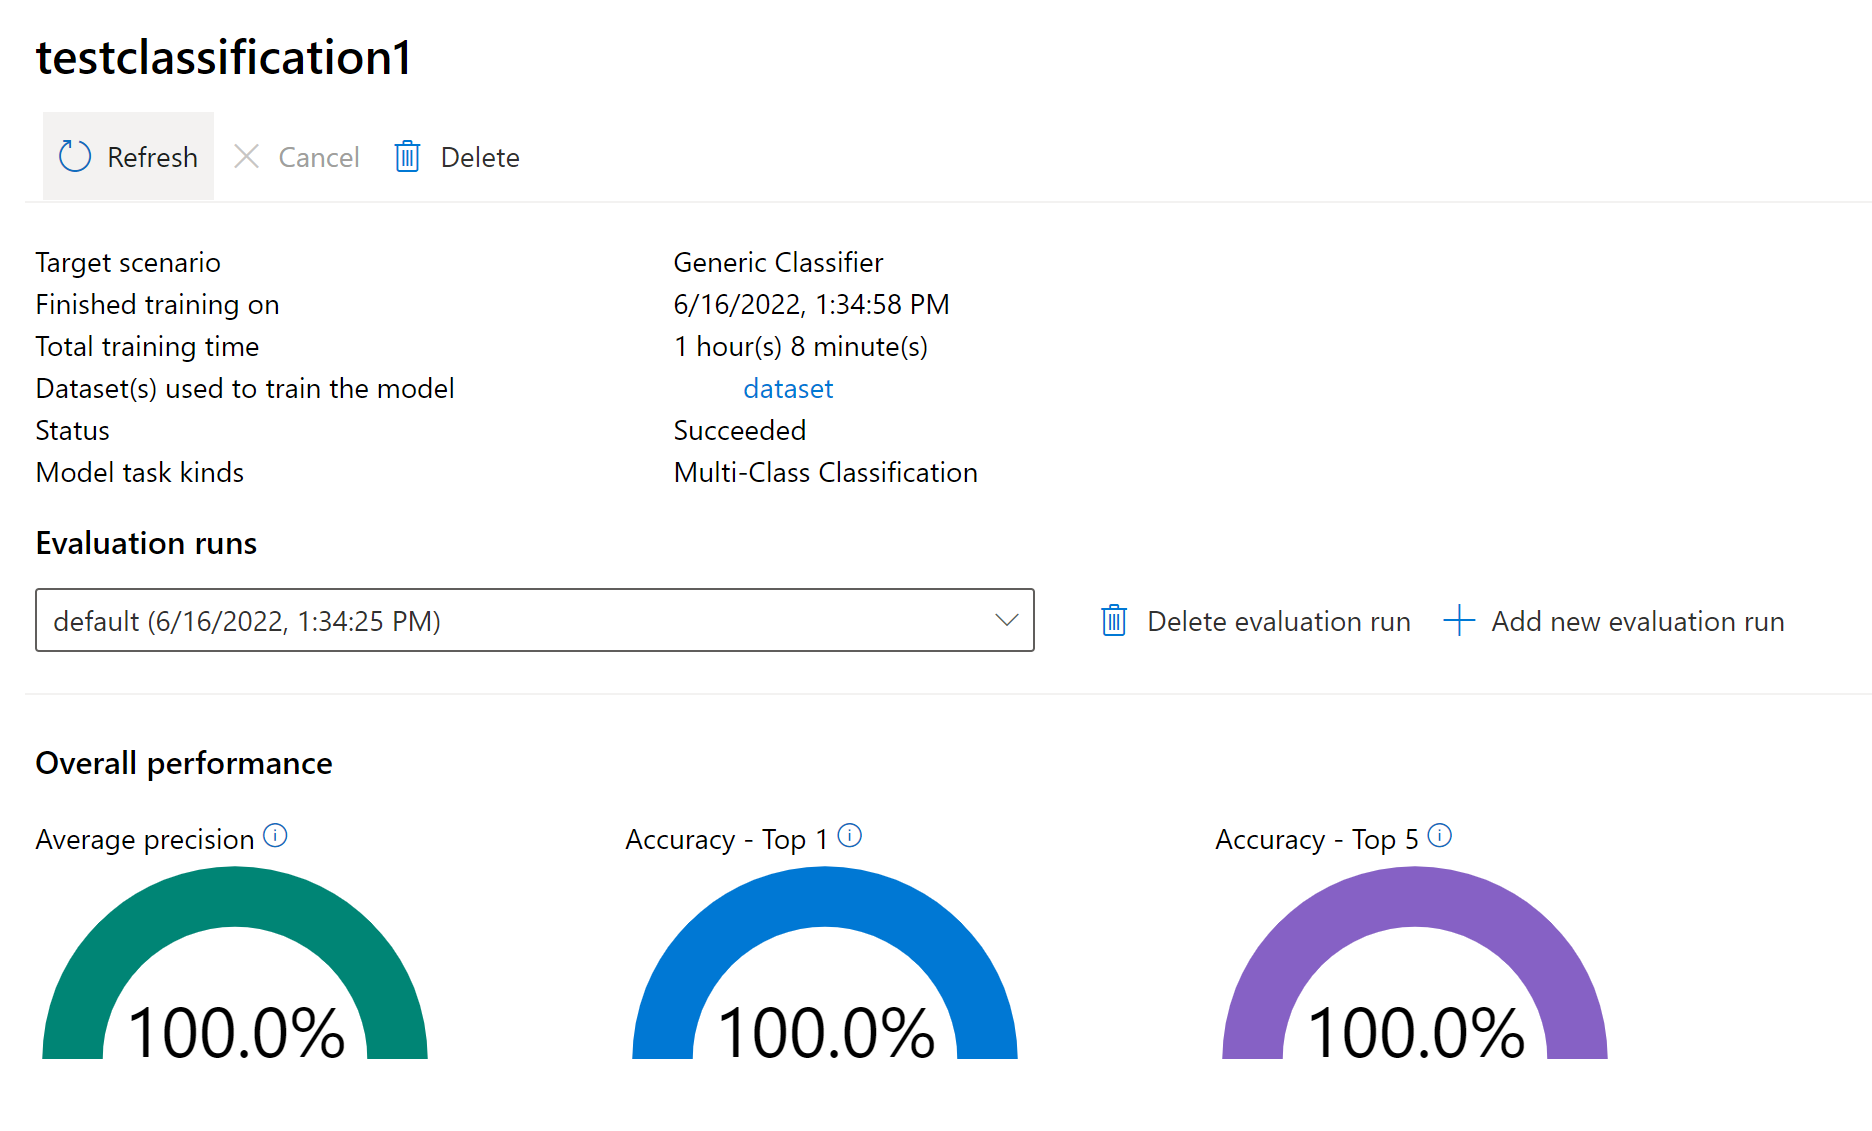 testclassification1
Refresh Cancel Delete
Target scenario Generic Classifier
Finished training on 6/16/2022, 1:34:58 PM
Total training time 1 hour(s) 8 minute(s)
Dataset(s) used to train the model dataset
Status Succeeded
Model task kinds Multi-Class Classification
Evaluation runs
default (6/16/2022, 1:34:25 PM) Delete evaluation run Add new evaluation run
Overall performance
Average precision Accuracy - Top 1 Accuracy - Top 5
100.0% 100.0% 100.0%